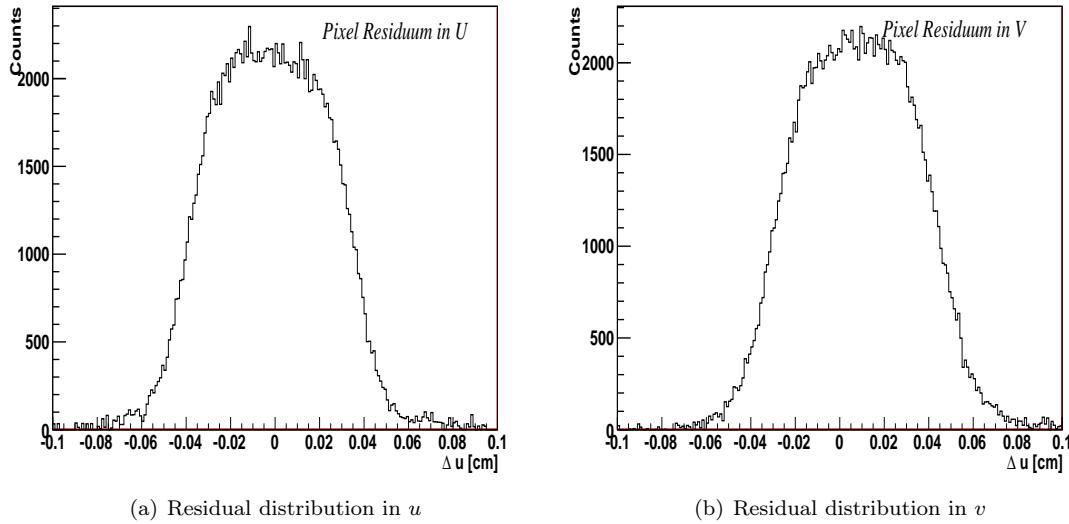 Counts
Pixel Residuum in U
2000
1500
1000
500
0
-0.1 -0.08 -0.06 -0.04 -0.02 0 0.02 0.04 0.06 0.08 0.1
Δ u [cm]
(a) Residual distribution in u
Counts
Pixel Residuum in V
2000
1500
1000
500
0
-0.1 -0.08 -0.06 -0.04 -0.02 0 0.02 0.04 0.06 0.08 0.1
Δ u [cm]
(b) Residual distribution in v